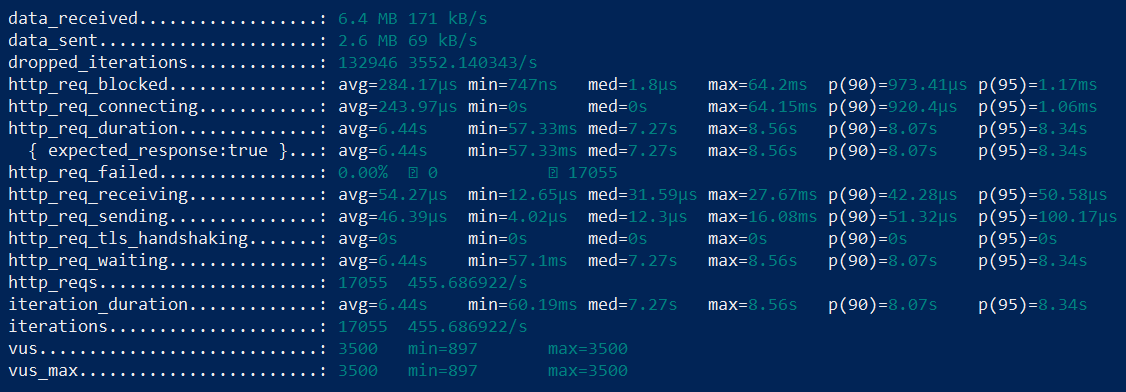 data_received..................: 6.4 MB 171 kB/s
data_sent......................: 2.6 MB 69 kB/s
dropped_iterations.............: 132946 3552.140343/s
http_req_blocked...............: avg=284.17µs min=747ns   med=1.8µs   max=64.2ms  p(90)=973.41µs p(95)=1.17ms
http_req_connecting............: avg=243.97µs min=0s      med=0s      max=64.15ms p(90)=920.4µs  p(95)=1.06ms
http_req_duration..............: avg=6.44s    min=57.33ms med=7.27s   max=8.56s   p(90)=8.07s    p(95)=8.34s
  { expected_response:true }...: avg=6.44s    min=57.33ms med=7.27s   max=8.56s   p(90)=8.07s    p(95)=8.34s
http_req_failed................: 0.00%  ⍰ 0           ⍰ 17055
http_req_receiving.............: avg=54.27µs  min=12.65µs med=31.59µs max=27.67ms p(90)=42.28µs  p(95)=50.58µs
http_req_sending...............: avg=46.39µs  min=4.02µs  med=12.3µs  max=16.08ms p(90)=51.32µs  p(95)=100.17µs
http_req_tls_handshaking.......: avg=0s       min=0s      med=0s      max=0s      p(90)=0s       p(95)=0s
http_req_waiting...............: avg=6.44s    min=57.1ms  med=7.27s   max=8.56s   p(90)=8.07s    p(95)=8.34s
http_reqs......................: 17055  455.686922/s
iteration_duration.............: avg=6.44s    min=60.19ms med=7.27s   max=8.56s   p(90)=8.07s    p(95)=8.34s
iterations.....................: 17055  455.686922/s
vus............................: 3500   min=897       max=3500
vus_max........................: 3500   min=897       max=3500